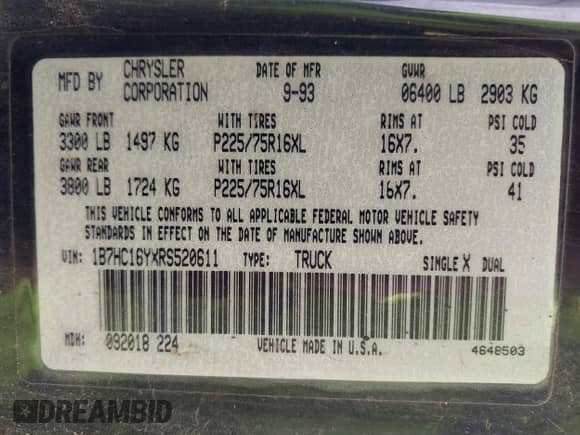 MFD BY CHRYSLER CORPORATION DATE OF MFR 9-93 GVWR 06400 LB 2903 KG
GAWR FRONT WITH TIRES RIMS AT PSI COLD
3300 LB 1497 KG P225/75R16XL 16X7. 35
GAWR REAR WITH TIRES RIMS AT PSI COLD
3800 LB 1724 KG P225/75R16XL 16X7. 41
THIS VEHICLE CONFORMS TO ALL APPLICABLE FEDERAL MOTOR VEHICLE SAFETY
STANDARDS IN EFFECT ON THE DATE OF MANUFACTURE SHOWN ABOVE.
VIN: 1B7HC16YXRS520611 TYPE: TRUCK SINGLE X DUAL
MDH: 092018 224 VEHICLE MADE IN U.S.A. 4648503
DREAMBID